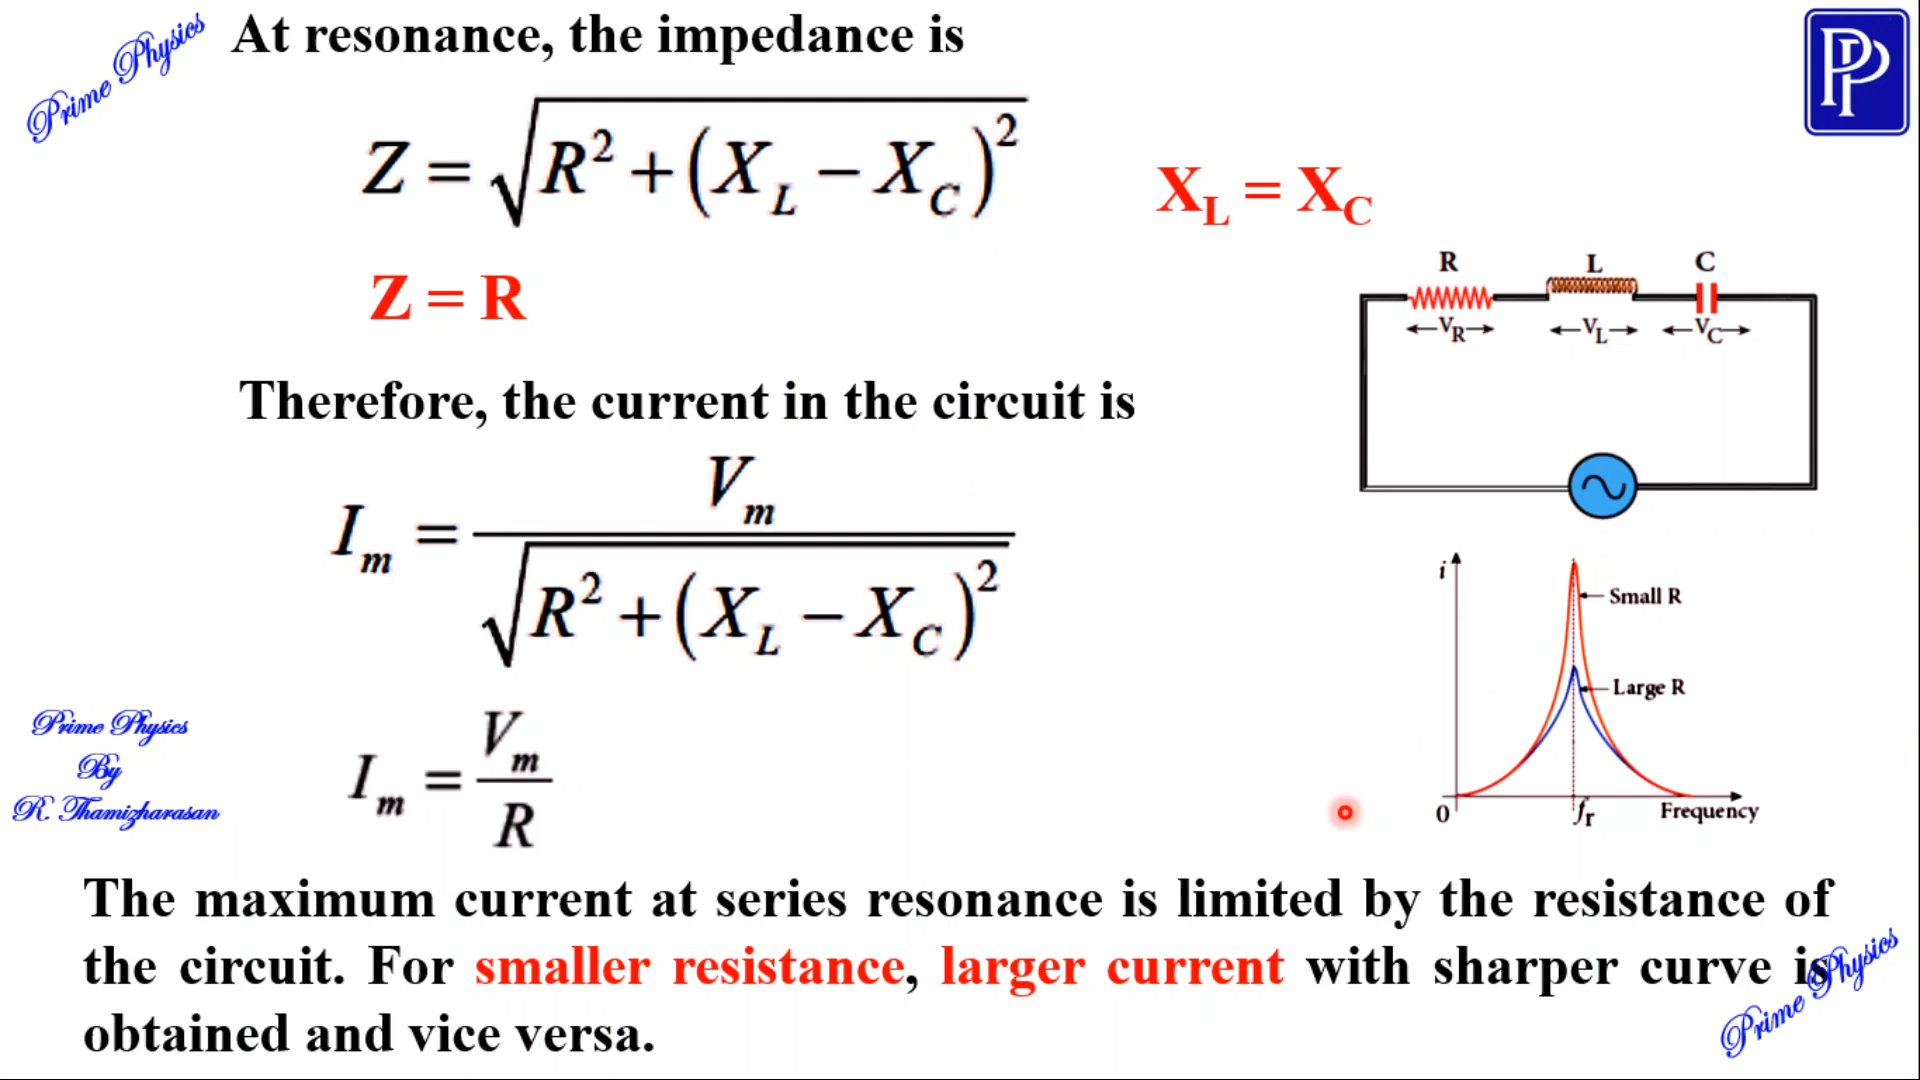 Prime Physics
At resonance, the impedance is
PP
Z = √(R² + (X_L − X_C)²)
X_L = X_C
Z = R
R L C
V_R V_L V_C
Therefore, the current in the circuit is
I_m = V_m / √(R² + (X_L − X_C)²)
i
Small R
Large R
0 f_r Frequency
Prime Physics
By
R. Thamizharasan
I_m = V_m / R
The maximum current at series resonance is limited by the resistance of
the circuit. For smaller resistance, larger current with sharper curve is
obtained and vice versa.
Prime Physics